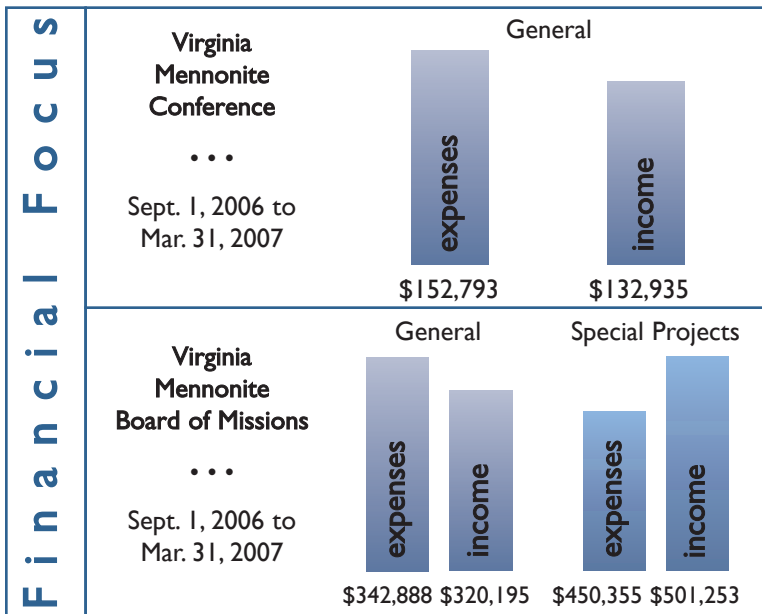 Financial Focus
Virginia
Mennonite
Conference
• • •
Sept. 1, 2006 to
Mar. 31, 2007
General
expenses
income
$152,793 $132,935
Virginia
Mennonite
Board of Missions
• • •
Sept. 1, 2006 to
Mar. 31, 2007
General
expenses
income
$342,888 $320,195
Special Projects
expenses
income
$450,355 $501,253